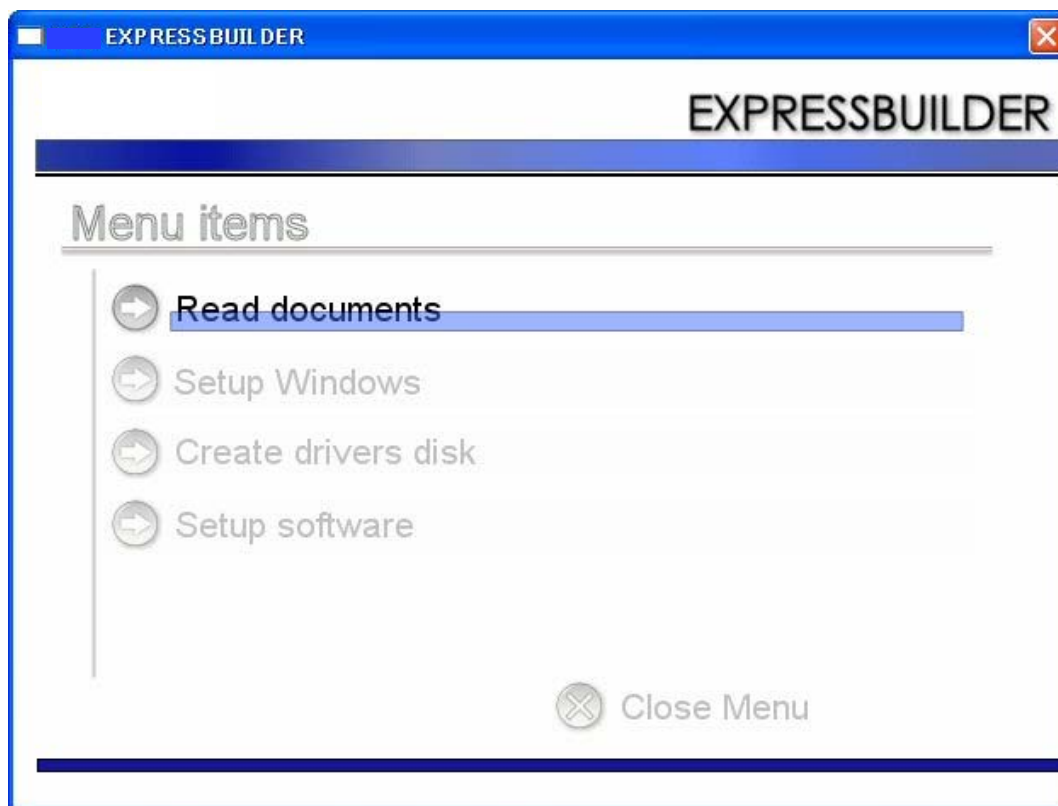 EXPRESSBUILDER
EXPRESSBUILDER
Menu items
Read documents
Setup Windows
Create drivers disk
Setup software
Close Menu